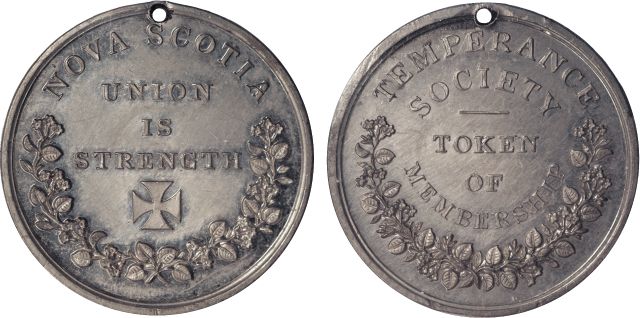 NOVA SCOTIA
UNION
IS
STRENGTH
TEMPERANCE
SOCIETY
TOKEN
OF
MEMBERSHIP